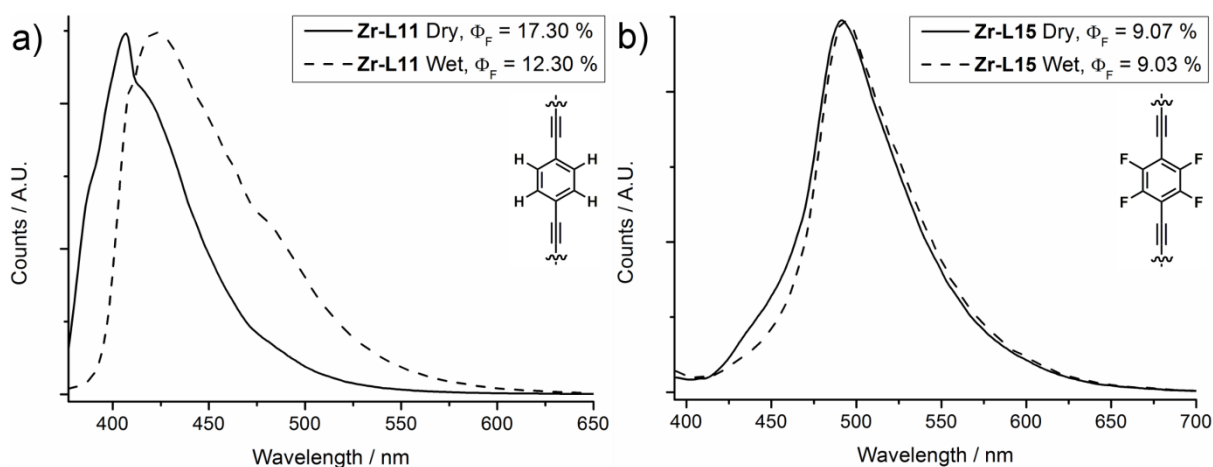 a)
Zr-L11 Dry, Φ_F = 17.30 %
Zr-L11 Wet, Φ_F = 12.30 %
H H
H H
Counts / A.U.
400 450 500 550 600 650
Wavelength / nm
b)
Zr-L15 Dry, Φ_F = 9.07 %
Zr-L15 Wet, Φ_F = 9.03 %
F F
F F
Counts / A.U.
400 450 500 550 600 650 700
Wavelength / nm